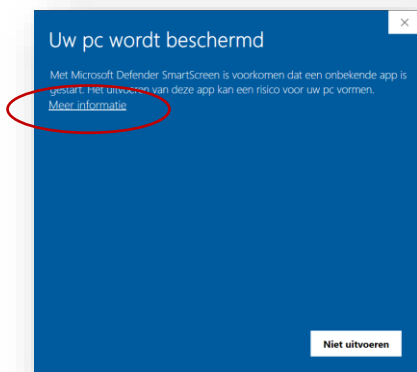 Uw pc wordt beschermd
Met Microsoft Defender SmartScreen is voorkomen dat een onbekende app is
gestart. Het uitvoeren van deze app kan een risico voor uw pc vormen.
Meer informatie
Niet uitvoeren